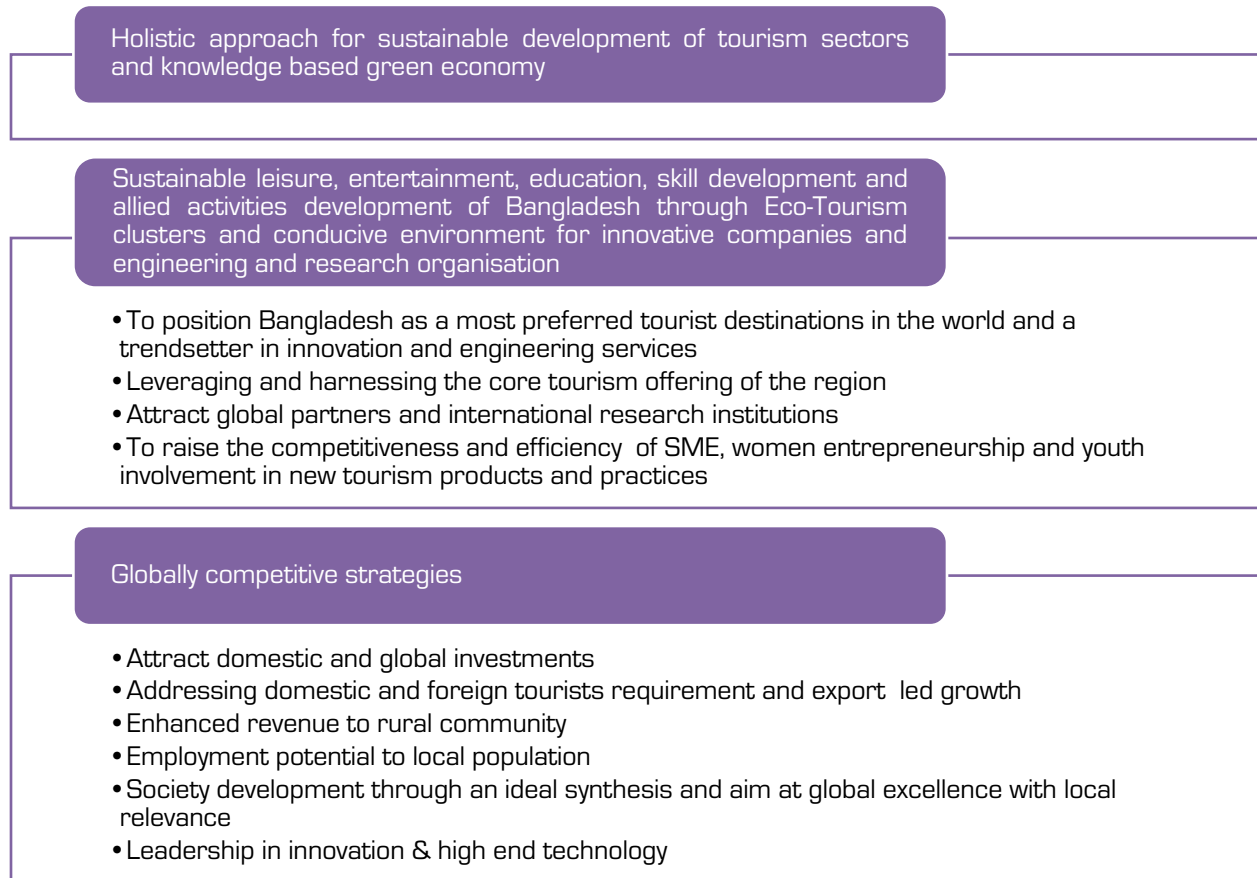 Holistic approach for sustainable development of tourism sectors
and knowledge based green economy
Sustainable leisure, entertainment, education, skill development and
allied activities development of Bangladesh through Eco-Tourism
clusters and conducive environment for innovative companies and
engineering and research organisation
• To position Bangladesh as a most preferred tourist destinations in the world and a
trendsetter in innovation and engineering services
• Leveraging and harnessing the core tourism offering of the region
• Attract global partners and international research institutions
• To raise the competitiveness and efficiency of SME, women entrepreneurship and youth
involvement in new tourism products and practices
Globally competitive strategies
• Attract domestic and global investments
• Addressing domestic and foreign tourists requirement and export led growth
• Enhanced revenue to rural community
• Employment potential to local population
• Society development through an ideal synthesis and aim at global excellence with local
relevance
• Leadership in innovation & high end technology